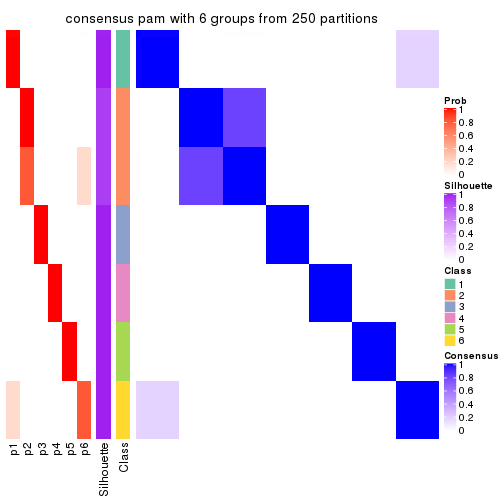 consensus pam with 6 groups from 250 partitions
Prob
1
0.8
0.6
0.4
0.2
0
Silhouette
1
0.8
0.6
0.4
0.2
0
Class
1
2
3
4
5
6
Consensus
1
0.8
0.6
0.4
0.2
0
p1
p2
p3
p4
p5
p6
Silhouette
Class